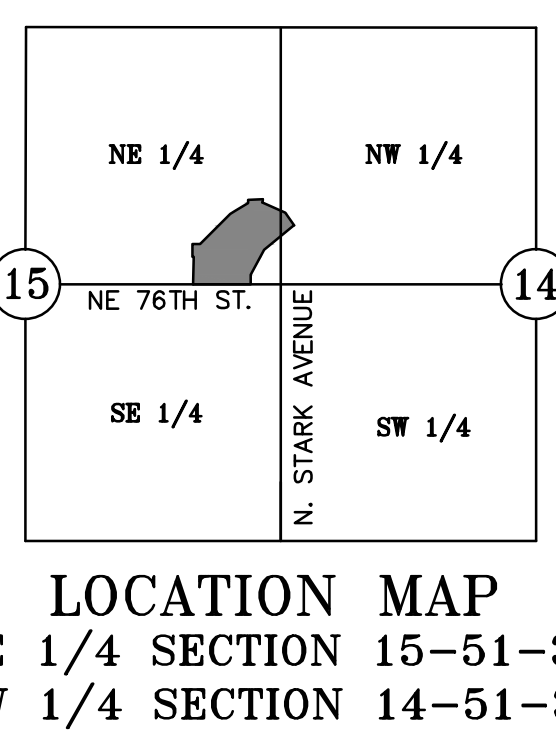 NE 1/4
NW 1/4
15
14
NE 76TH ST.
N. STARK AVENUE
SE 1/4
SW 1/4
LOCATION MAP
1/4 SECTION 15-51-
1/4 SECTION 14-51-